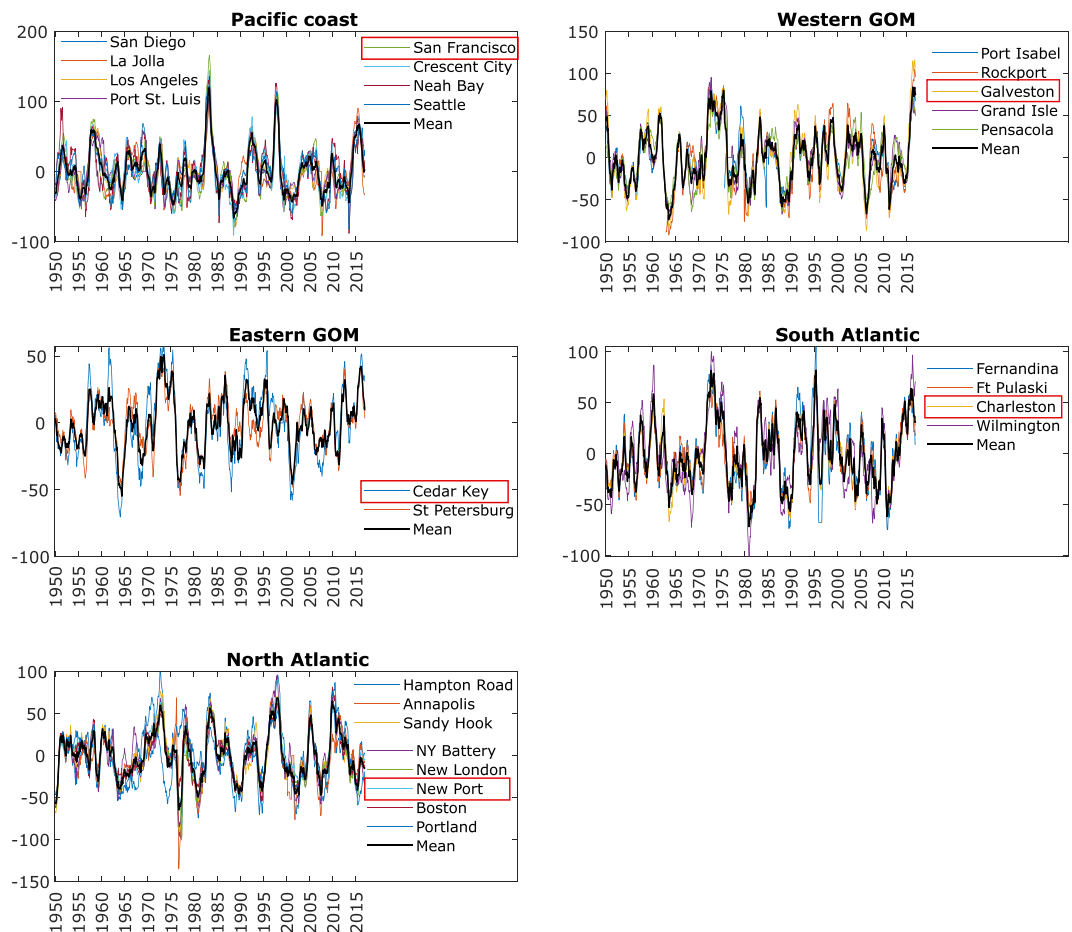 Pacific coast
200
100
0
-100
San Diego
La Jolla
Los Angeles
Port St. Luis
San Francisco
Crescent City
Neah Bay
Seattle
Mean
1950
1955
1960
1965
1970
1975
1980
1985
1990
1995
2000
2005
2010
2015
Western GOM
150
100
50
0
-50
-100
Port Isabel
Rockport
Galveston
Grand Isle
Pensacola
Mean
1950
1955
1960
1965
1970
1975
1980
1985
1990
1995
2000
2005
2010
2015
Eastern GOM
50
0
-50
-100
Cedar Key
St Petersburg
Mean
1950
1955
1960
1965
1970
1975
1980
1985
1990
1995
2000
2005
2010
2015
South Atlantic
100
50
0
-50
-100
Fernandina
Ft Pulaski
Charleston
Wilmington
Mean
1950
1955
1960
1965
1970
1975
1980
1985
1990
1995
2000
2005
2010
2015
North Atlantic
100
50
0
-50
-100
-150
Hampton Road
Annapolis
Sandy Hook
NY Battery
New London
New Port
Boston
Portland
Mean
1950
1955
1960
1965
1970
1975
1980
1985
1990
1995
2000
2005
2010
2015